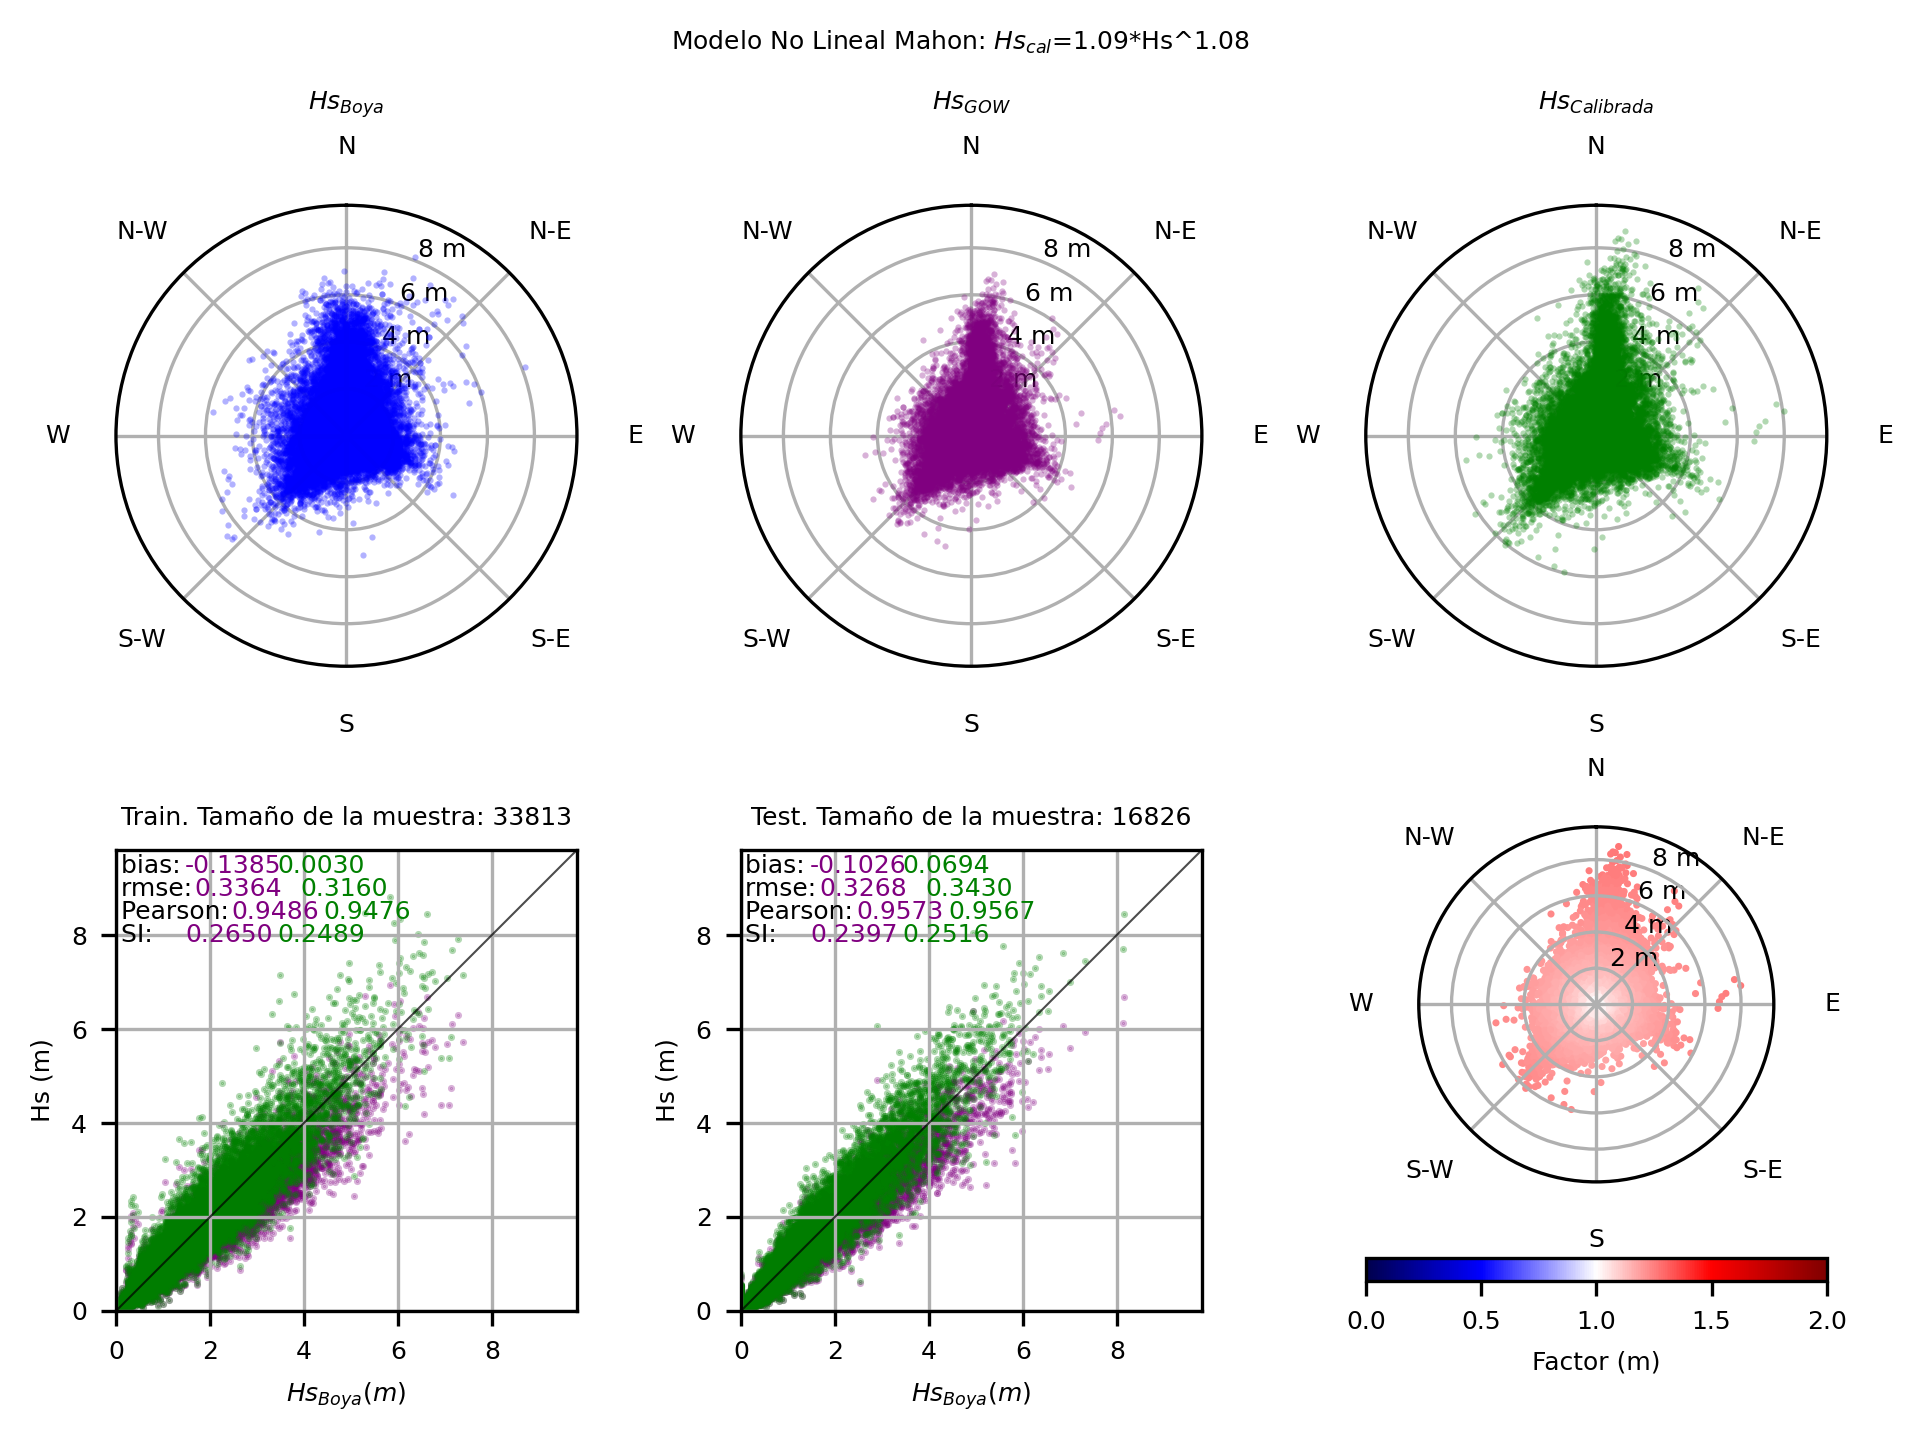 Modelo No Lineal Mahon: Hs_cal=1.09*Hs^1.08
Hs_Boya
N
N-W
N-E
8 m
6 m
4 m
m
W
E
S-W
S-E
S
Hs_GOW
N
N-W
N-E
8 m
6 m
4 m
m
W
E
S-W
S-E
S
Hs_Calibrada
N
N-W
N-E
8 m
6 m
4 m
m
W
E
S-W
S-E
S
Train. Tamaño de la muestra: 33813
bias: -0.1385 0.0030
rmse: 0.3364 0.3160
Pearson: 0.9486 0.9476
SI: 0.2650 0.2489
Hs (m)
8
6
4
2
0
0 2 4 6 8
Hs_Boya(m)
Test. Tamaño de la muestra: 16826
bias: -0.1026 0.0694
rmse: 0.3268 0.3430
Pearson: 0.9573 0.9567
SI: 0.2397 0.2516
Hs (m)
8
6
4
2
0
0 2 4 6 8
Hs_Boya(m)
N
N-W
N-E
8 m
6 m
4 m
2 m
W
E
S-W
S-E
S
0.0 0.5 1.0 1.5 2.0
Factor (m)